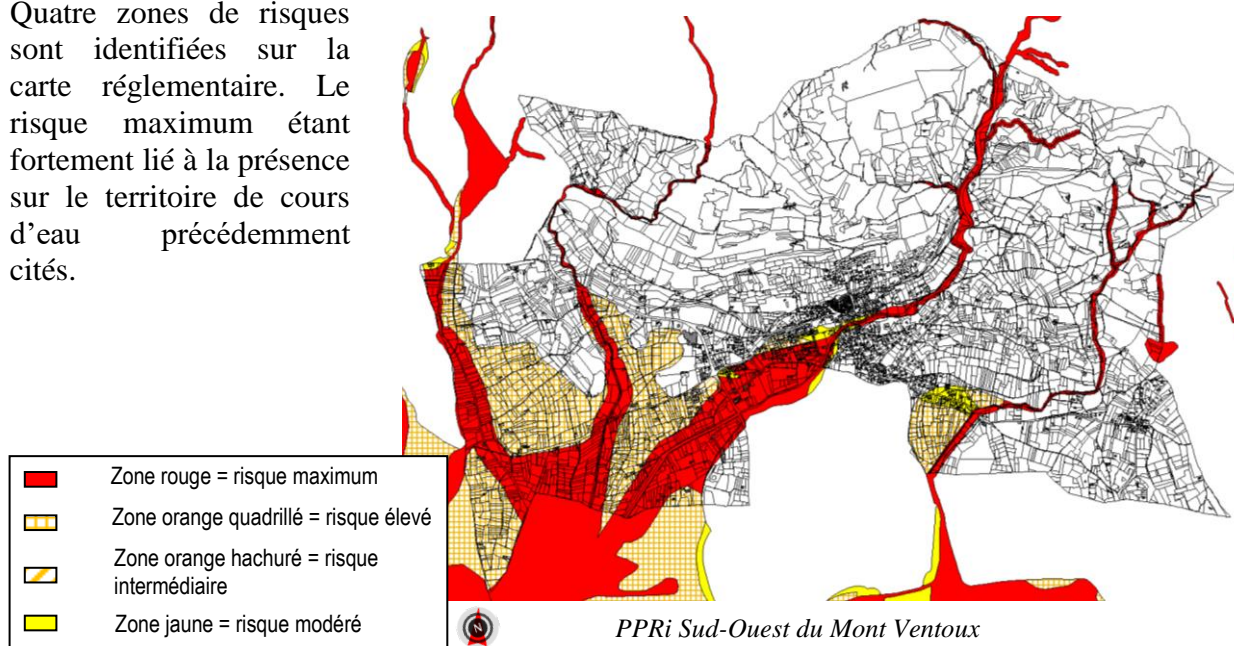 Quatre zones de risques
sont identifiées sur la
carte réglementaire. Le
risque maximum étant
fortement lié à la présence
sur le territoire de cours
d'eau précédemment
cités.
Zone rouge = risque maximum
Zone orange quadrillé = risque élevé
Zone orange hachuré = risque
intermédiaire
Zone jaune = risque modéré
N
PPRi Sud-Ouest du Mont Ventoux